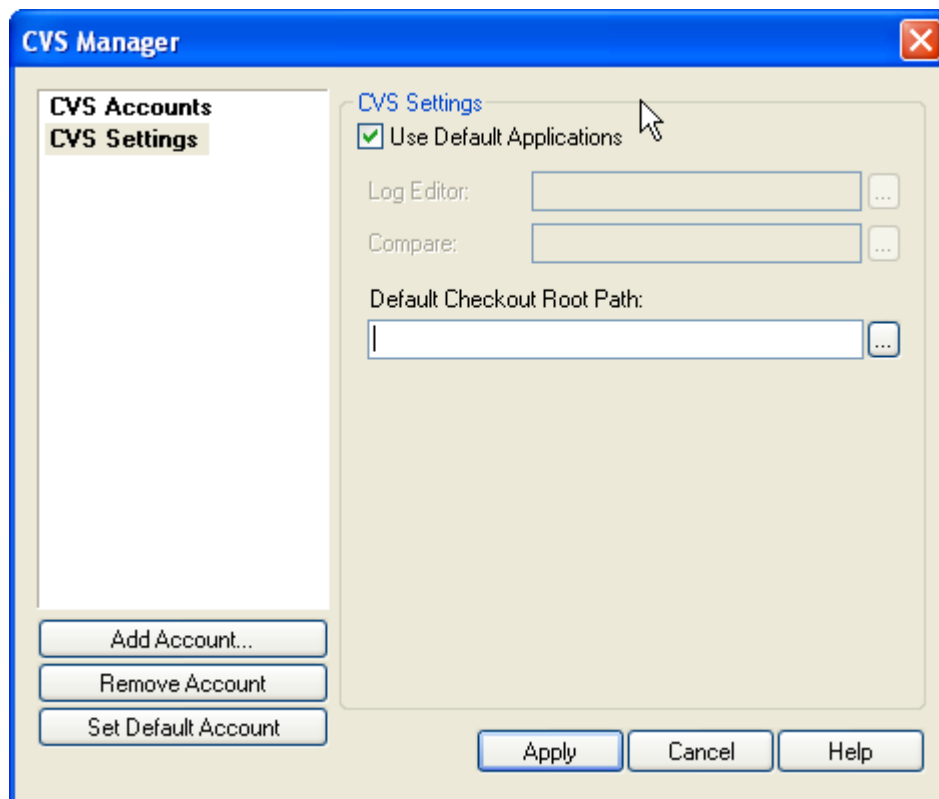 CVS Manager
CVS Accounts
CVS Settings
CVS Settings
Use Default Applications
Log Editor:
...
Compare:
...
Default Checkout Root Path:
...
Add Account...
Remove Account
Set Default Account
Apply
Cancel
Help